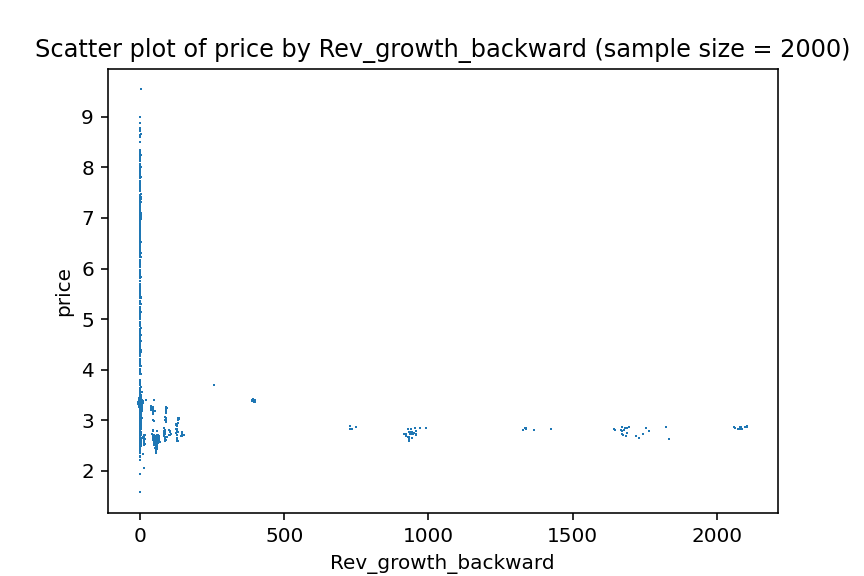 Scatter plot of price by Rev_growth_backward (sample size = 2000)
9
8
7
6
5
4
3
2
price
0 500 1000 1500 2000
Rev_growth_backward